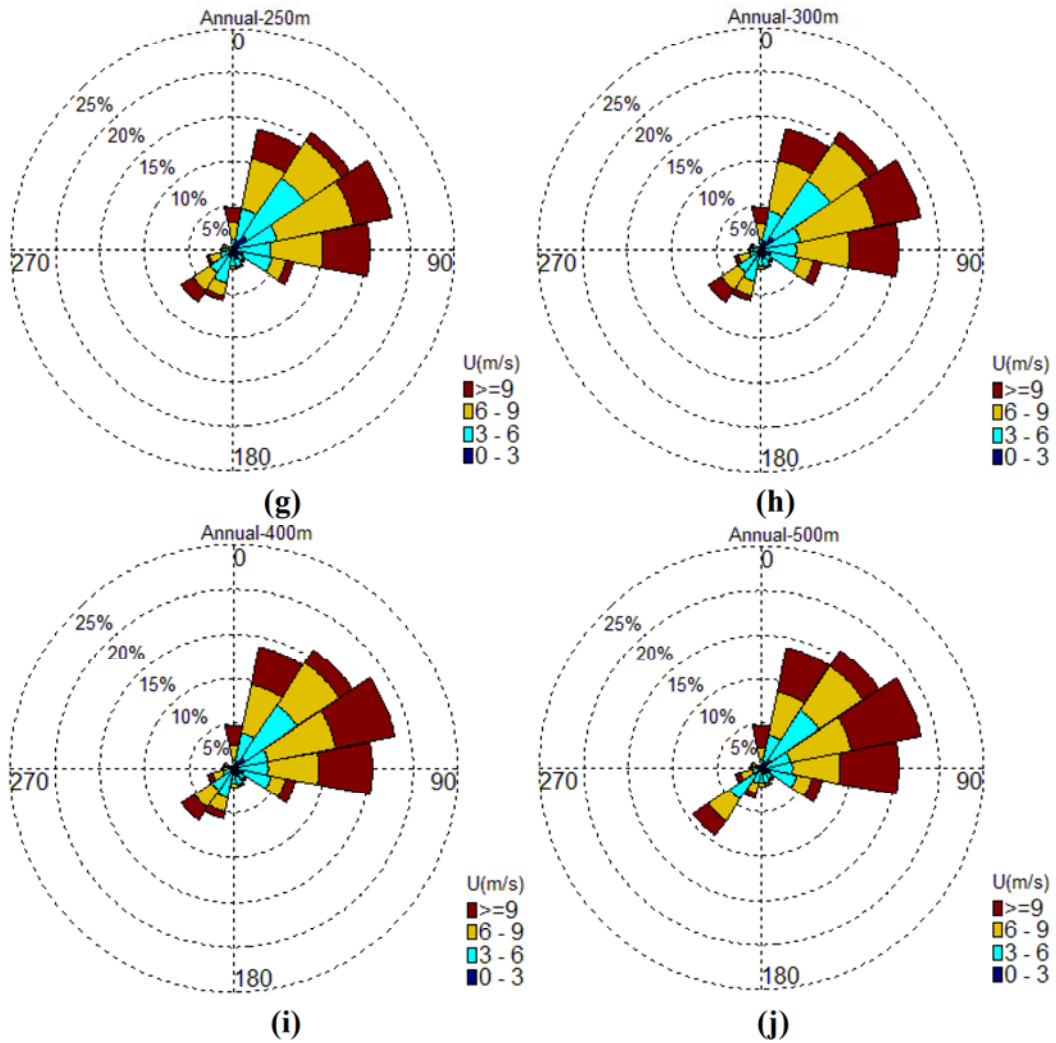 Annual-250m
0
25%
20%
15%
10%
5%
270
90
180
U(m/s)
>=9
6 - 9
3 - 6
0 - 3
(g)
Annual-300m
0
25%
20%
15%
10%
5%
270
90
180
U(m/s)
>=9
6 - 9
3 - 6
0 - 3
(h)
Annual-400m
0
25%
20%
15%
10%
5%
270
90
180
U(m/s)
>=9
6 - 9
3 - 6
0 - 3
(i)
Annual-500m
0
25%
20%
15%
10%
5%
270
90
180
U(m/s)
>=9
6 - 9
3 - 6
0 - 3
(j)